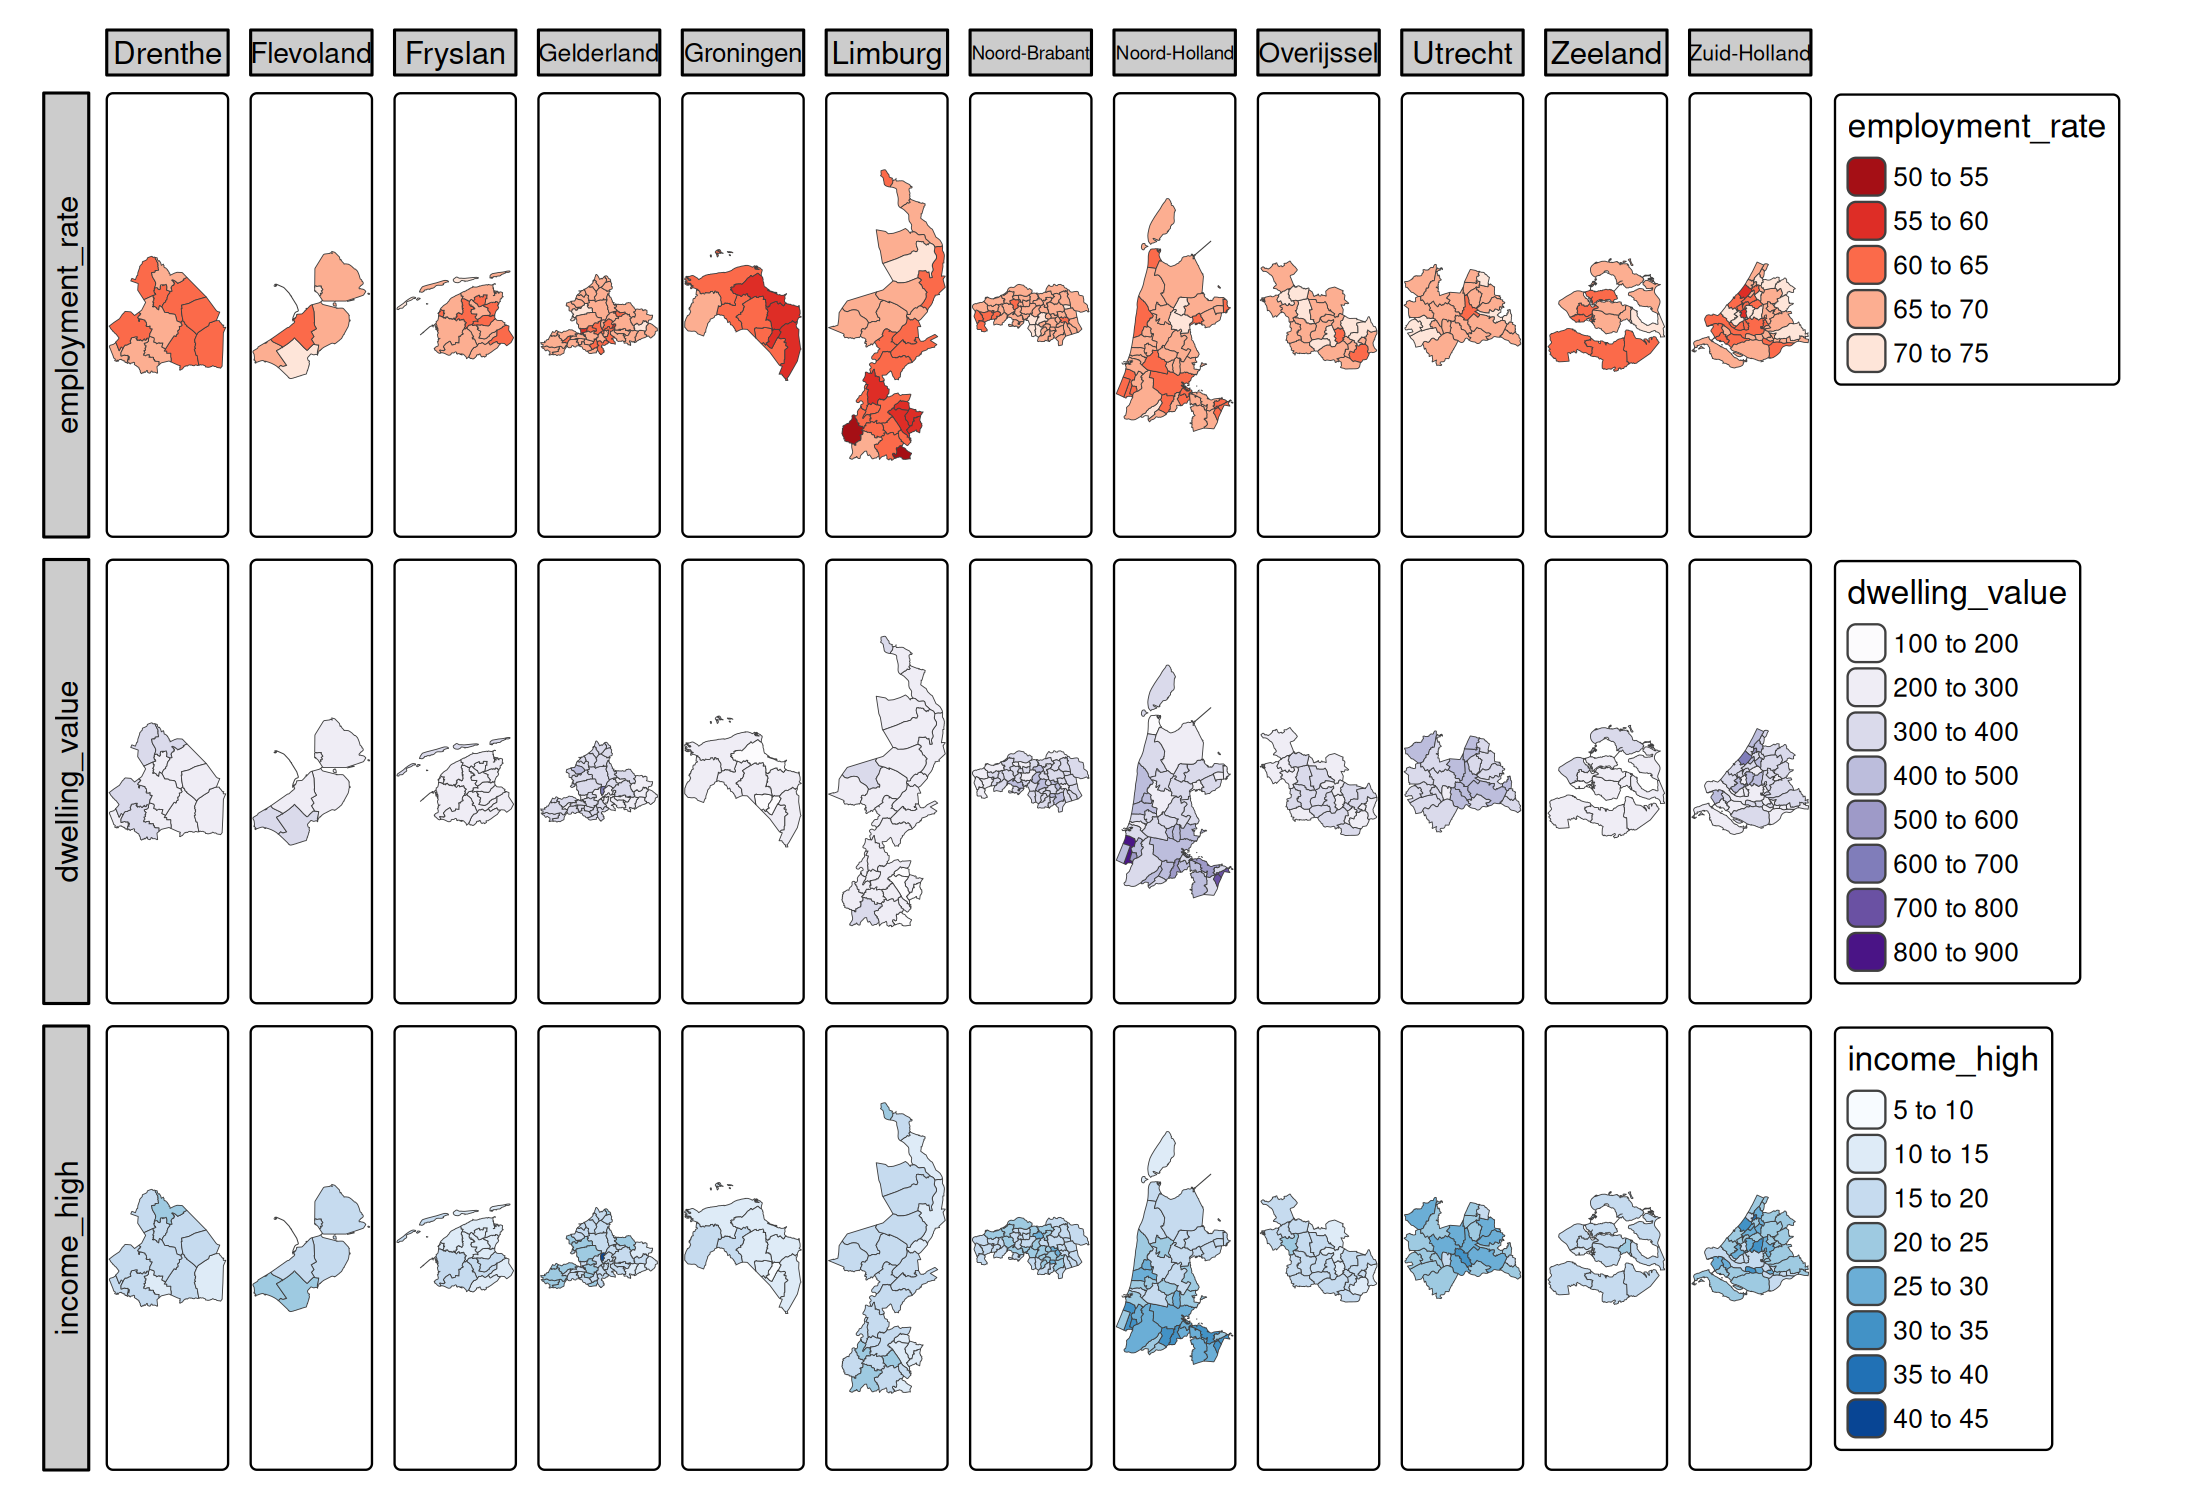 Drenthe
Flevoland
Fryslan
Gelderland
Groningen
Limburg
Noord-Brabant
Noord-Holland
Overijssel
Utrecht
Zeeland
Zuid-Holland
employment_rate
employment_rate
50 to 55
55 to 60
60 to 65
65 to 70
70 to 75
dwelling_value
dwelling_value
100 to 200
200 to 300
300 to 400
400 to 500
500 to 600
600 to 700
700 to 800
800 to 900
income_high
income_high
5 to 10
10 to 15
15 to 20
20 to 25
25 to 30
30 to 35
35 to 40
40 to 45